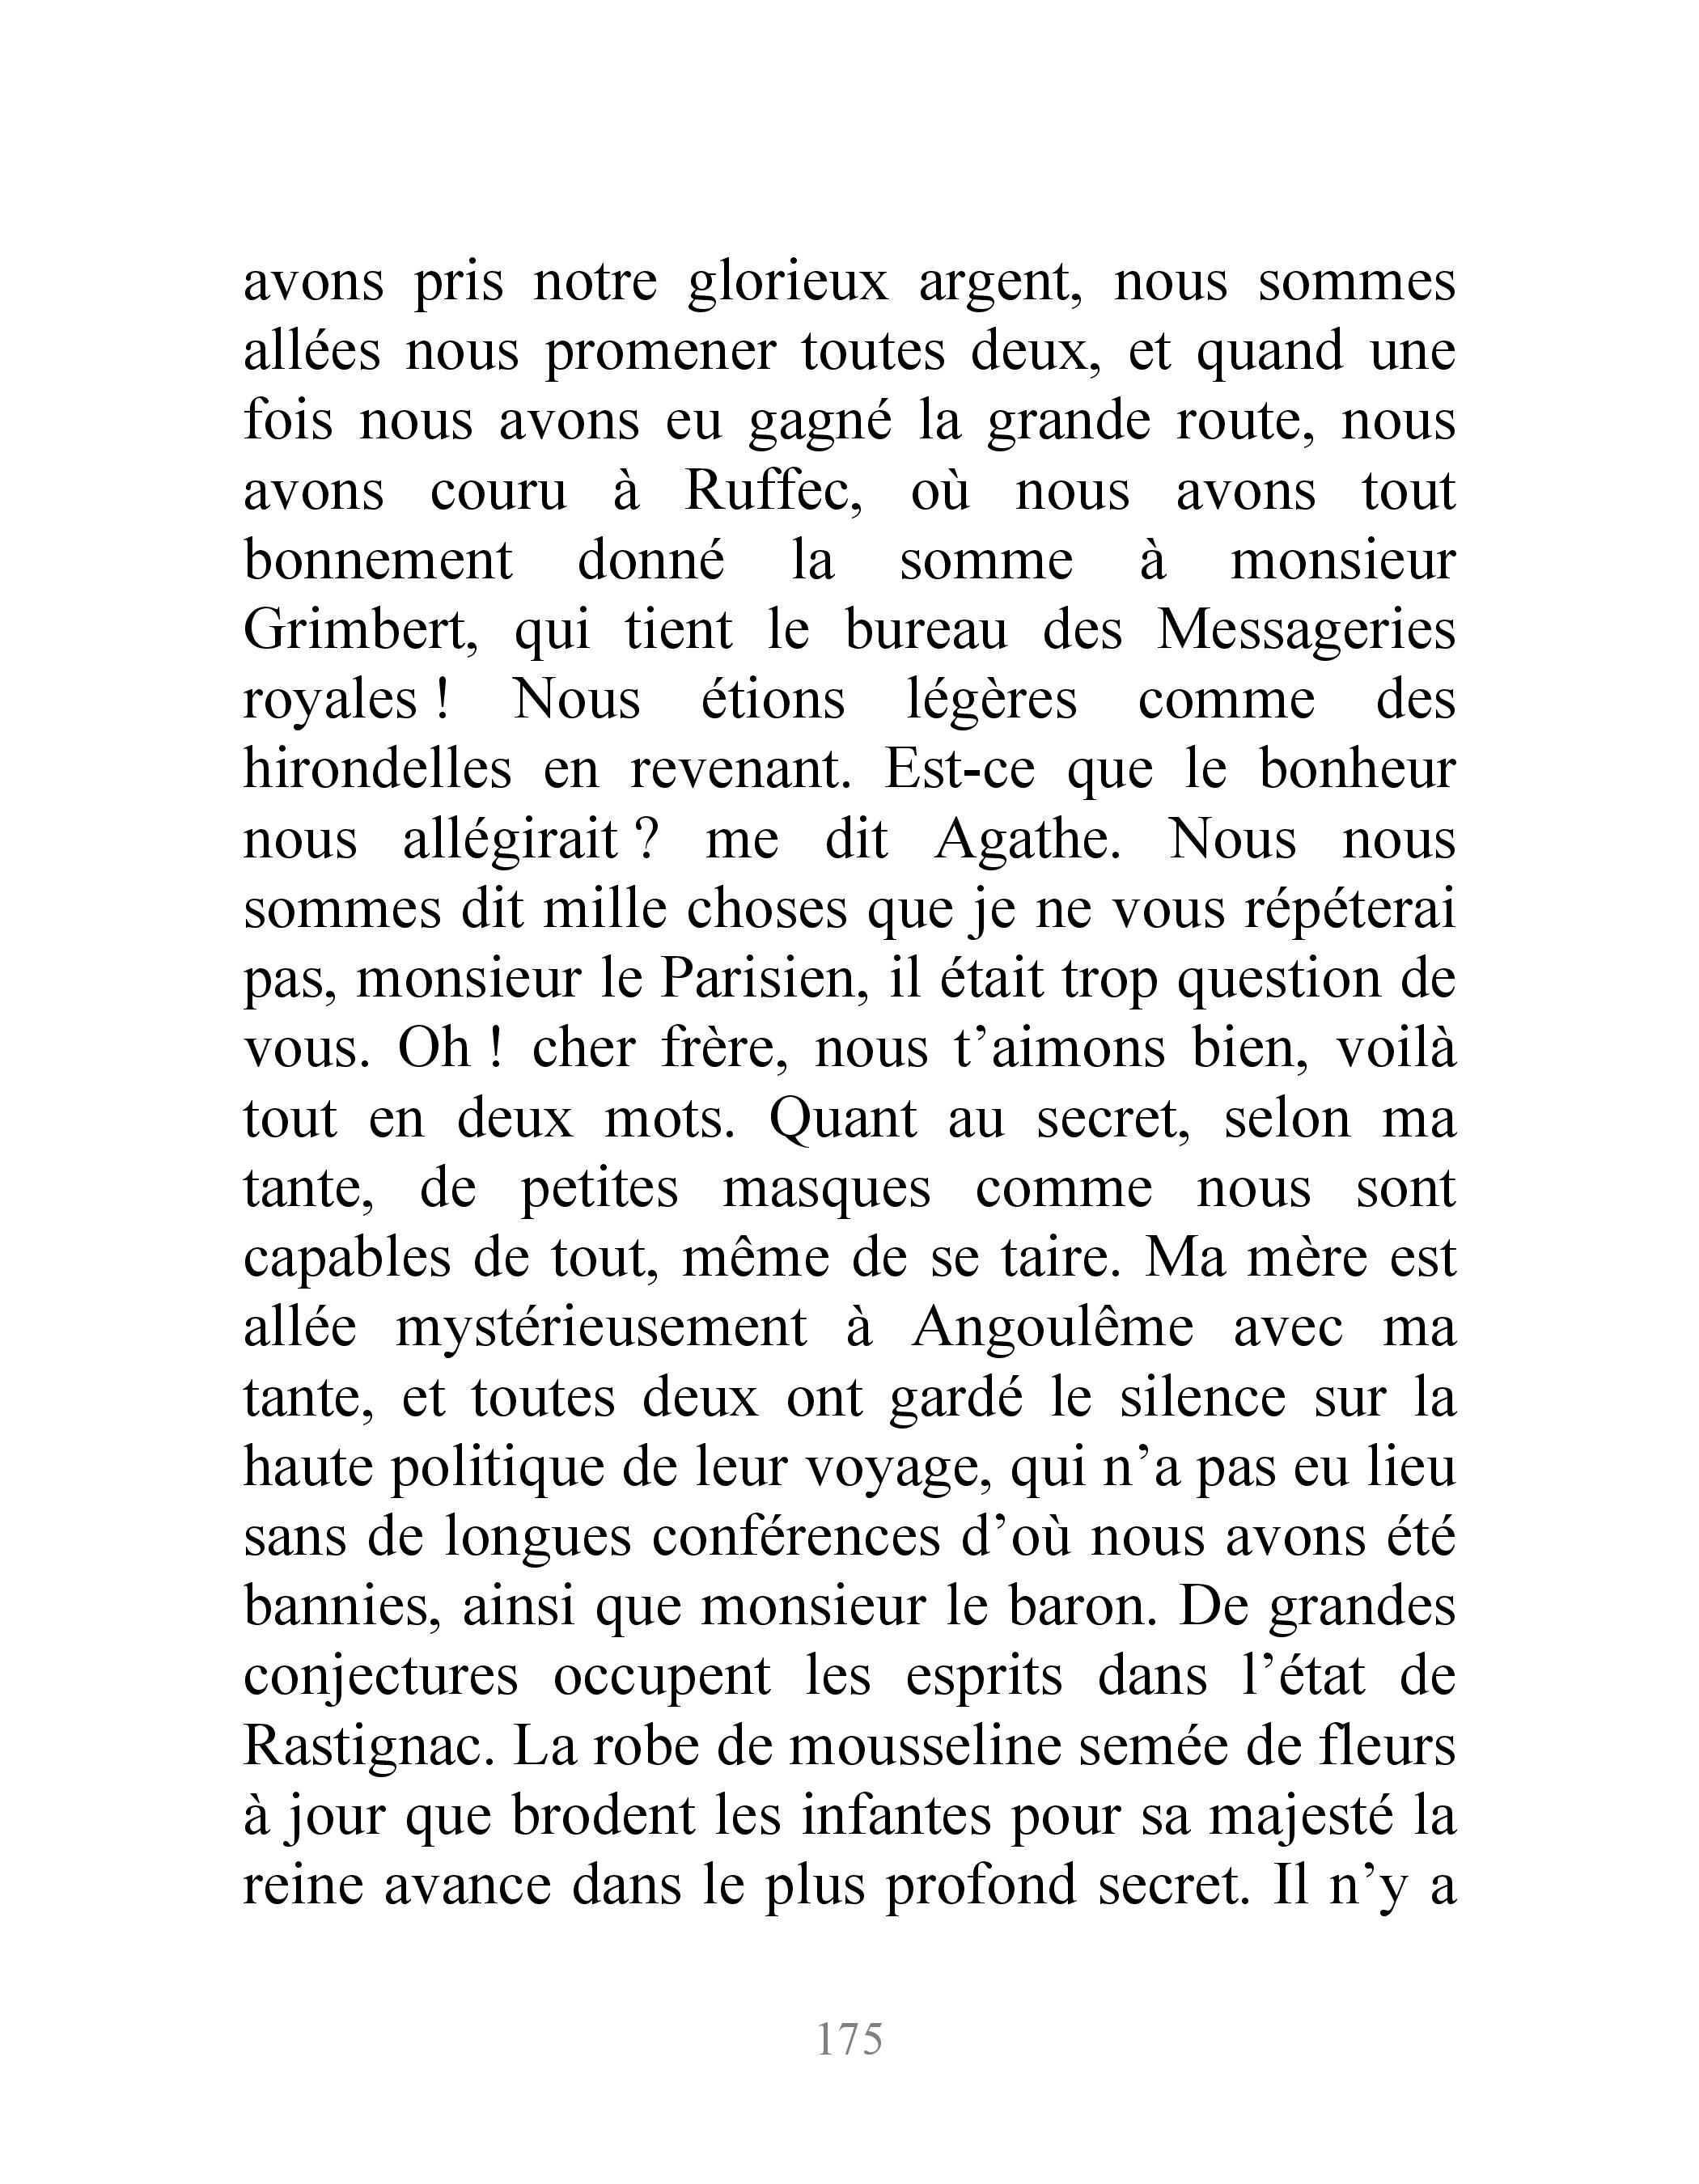 avons pris notre glorieux argent, nous sommes
allées nous promener toutes deux, et quand une
fois nous avons eu gagné la grande route, nous
avons couru à Ruffec, où nous avons tout
bonnement donné la somme à monsieur
Grimbert, qui tient le bureau des Messageries
royales ! Nous étions légères comme des
hirondelles en revenant. Est-ce que le bonheur
nous allégirait ? me dit Agathe. Nous nous
sommes dit mille choses que je ne vous répéterai
pas, monsieur le Parisien, il était trop question de
vous. Oh ! cher frère, nous t’aimons bien, voilà
tout en deux mots. Quant au secret, selon ma
tante, de petites masques comme nous sont
capables de tout, même de se taire. Ma mère est
allée mystérieusement à Angoulême avec ma
tante, et toutes deux ont gardé le silence sur la
haute politique de leur voyage, qui n’a pas eu lieu
sans de longues conférences d’où nous avons été
bannies, ainsi que monsieur le baron. De grandes
conjectures occupent les esprits dans l’état de
Rastignac. La robe de mousseline semée de fleurs
à jour que brodent les infantes pour sa majesté la
reine avance dans le plus profond secret. Il n’y a
175